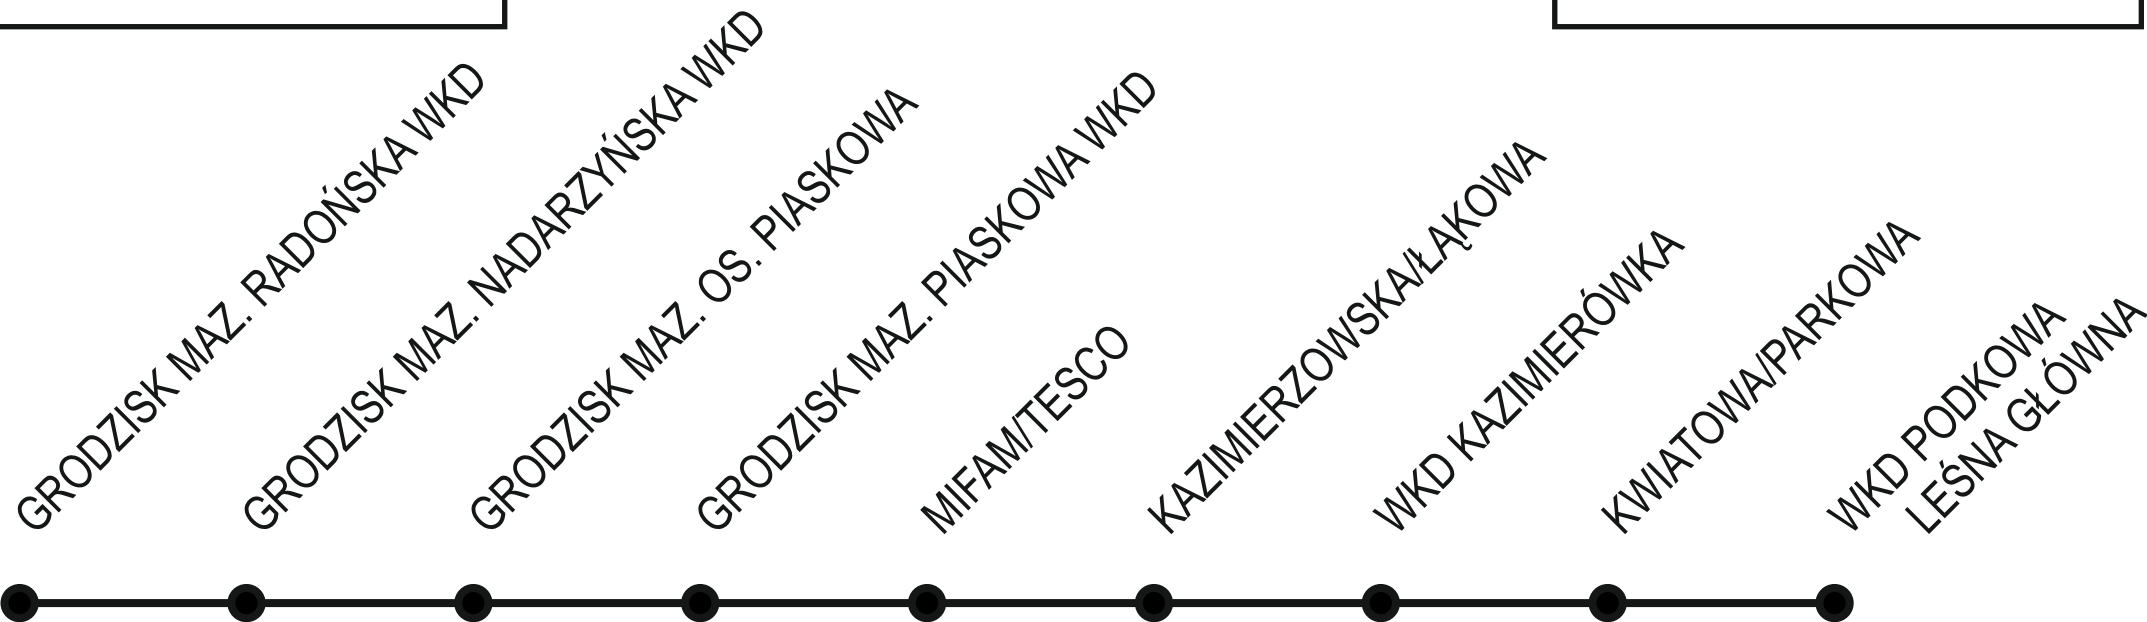 GRODZISK MAZ. RADOŃSKA WKD
GRODZISK MAZ. NADARZYŃSKA WKD
GRODZISK MAZ. OS. PIASKOWA
GRODZISK MAZ. PIASKOWA WKD
MIFAM/TESCO
KAZIMIERZOWSKA/ŁĄKOWA
WKD KAZIMIERÓWKA
KWIATOWA/PARKOWA
WKD PODKOWA
LEŚNA GŁÓWNA